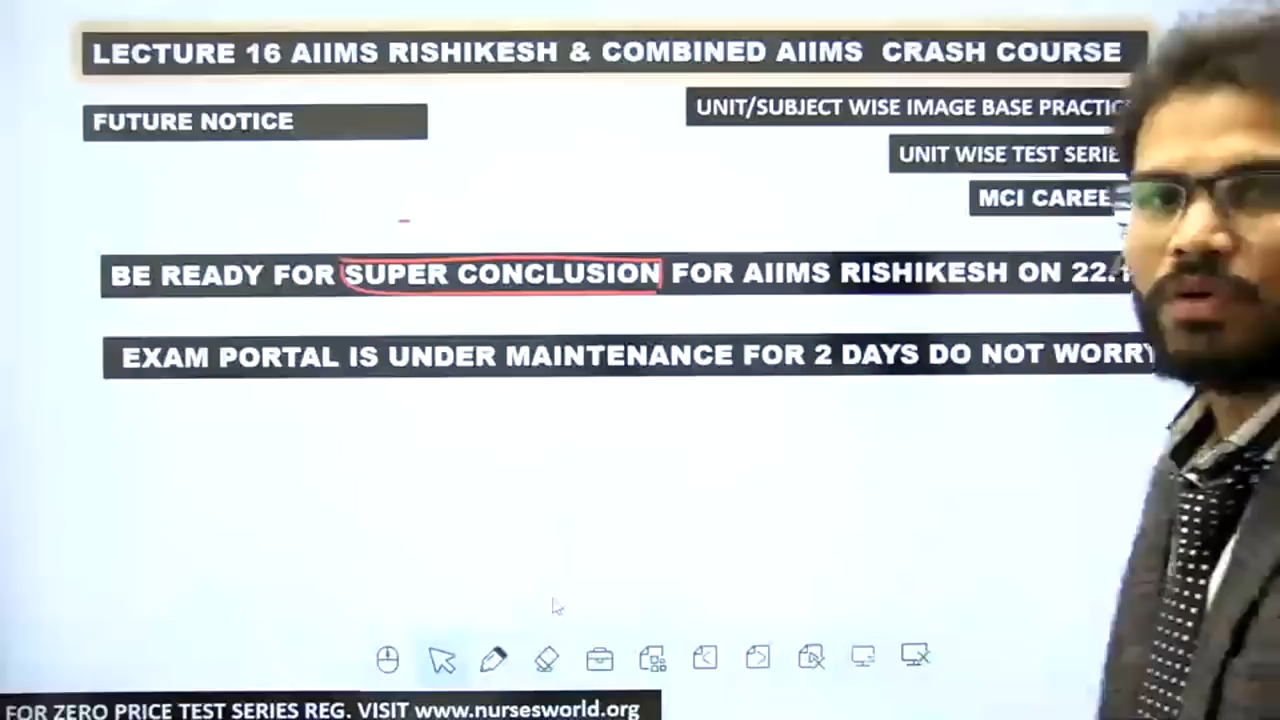 LECTURE 16 AIIMS RISHIKESH & COMBINED AIIMS CRASH COURSE
FUTURE NOTICE
UNIT/SUBJECT WISE IMAGE BASE
UNIT WISE TEST
MCI
BE READY FOR SUPER CONCLUSION FOR AIIMS RISHIKESH ON
EXAM PORTAL IS UNDER MAINTENANCE FOR 2 DAYS DO NOT WORRY
FOR ZERO PRICE TEST SERIES REG. VISIT www.nursesworld.org